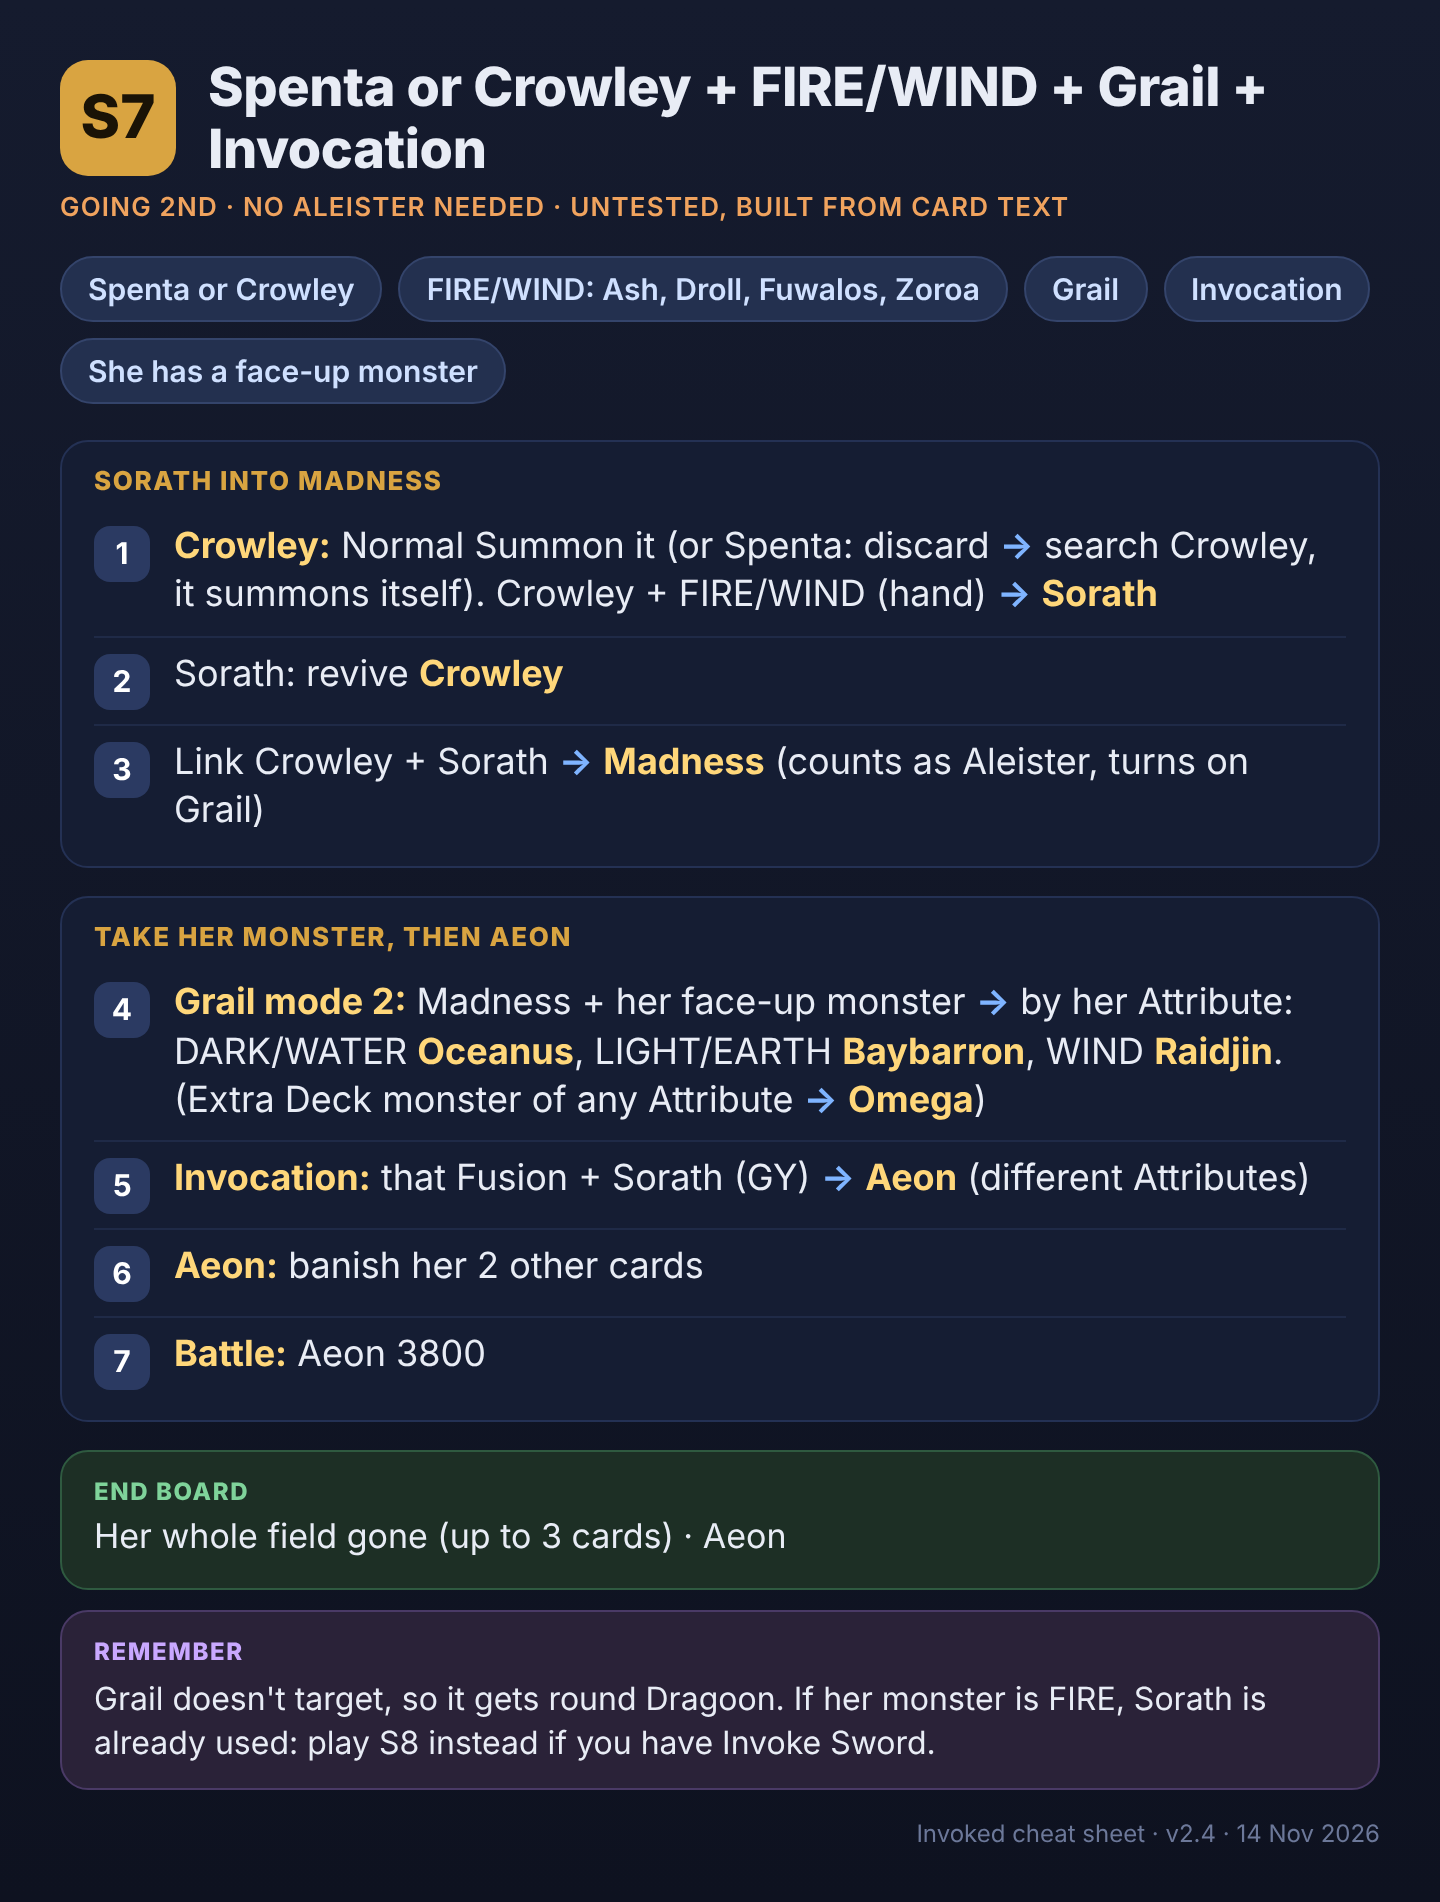 S7
Spenta or Crowley + FIRE/WIND + Grail +
Invocation
GOING 2ND · NO ALEISTER NEEDED · UNTESTED, BUILT FROM CARD TEXT
Spenta or Crowley
FIRE/WIND: Ash, Droll, Fuwalos, Zoroa
Grail
Invocation
She has a face-up monster
SORATH INTO MADNESS
1
Crowley: Normal Summon it (or Spenta: discard → search Crowley,
it summons itself). Crowley + FIRE/WIND (hand) → Sorath
2
Sorath: revive Crowley
3
Link Crowley + Sorath → Madness (counts as Aleister, turns on
Grail)
TAKE HER MONSTER, THEN AEON
4
Grail mode 2: Madness + her face-up monster → by her Attribute:
DARK/WATER Oceanus, LIGHT/EARTH Baybarron, WIND Raidjin.
(Extra Deck monster of any Attribute → Omega)
5
Invocation: that Fusion + Sorath (GY) → Aeon (different Attributes)
6
Aeon: banish her 2 other cards
7
Battle: Aeon 3800
END BOARD
Her whole field gone (up to 3 cards) · Aeon
REMEMBER
Grail doesn't target, so it gets round Dragoon. If her monster is FIRE, Sorath is
already used: play S8 instead if you have Invoke Sword.
Invoked cheat sheet · v2.4 · 14 Nov 2026